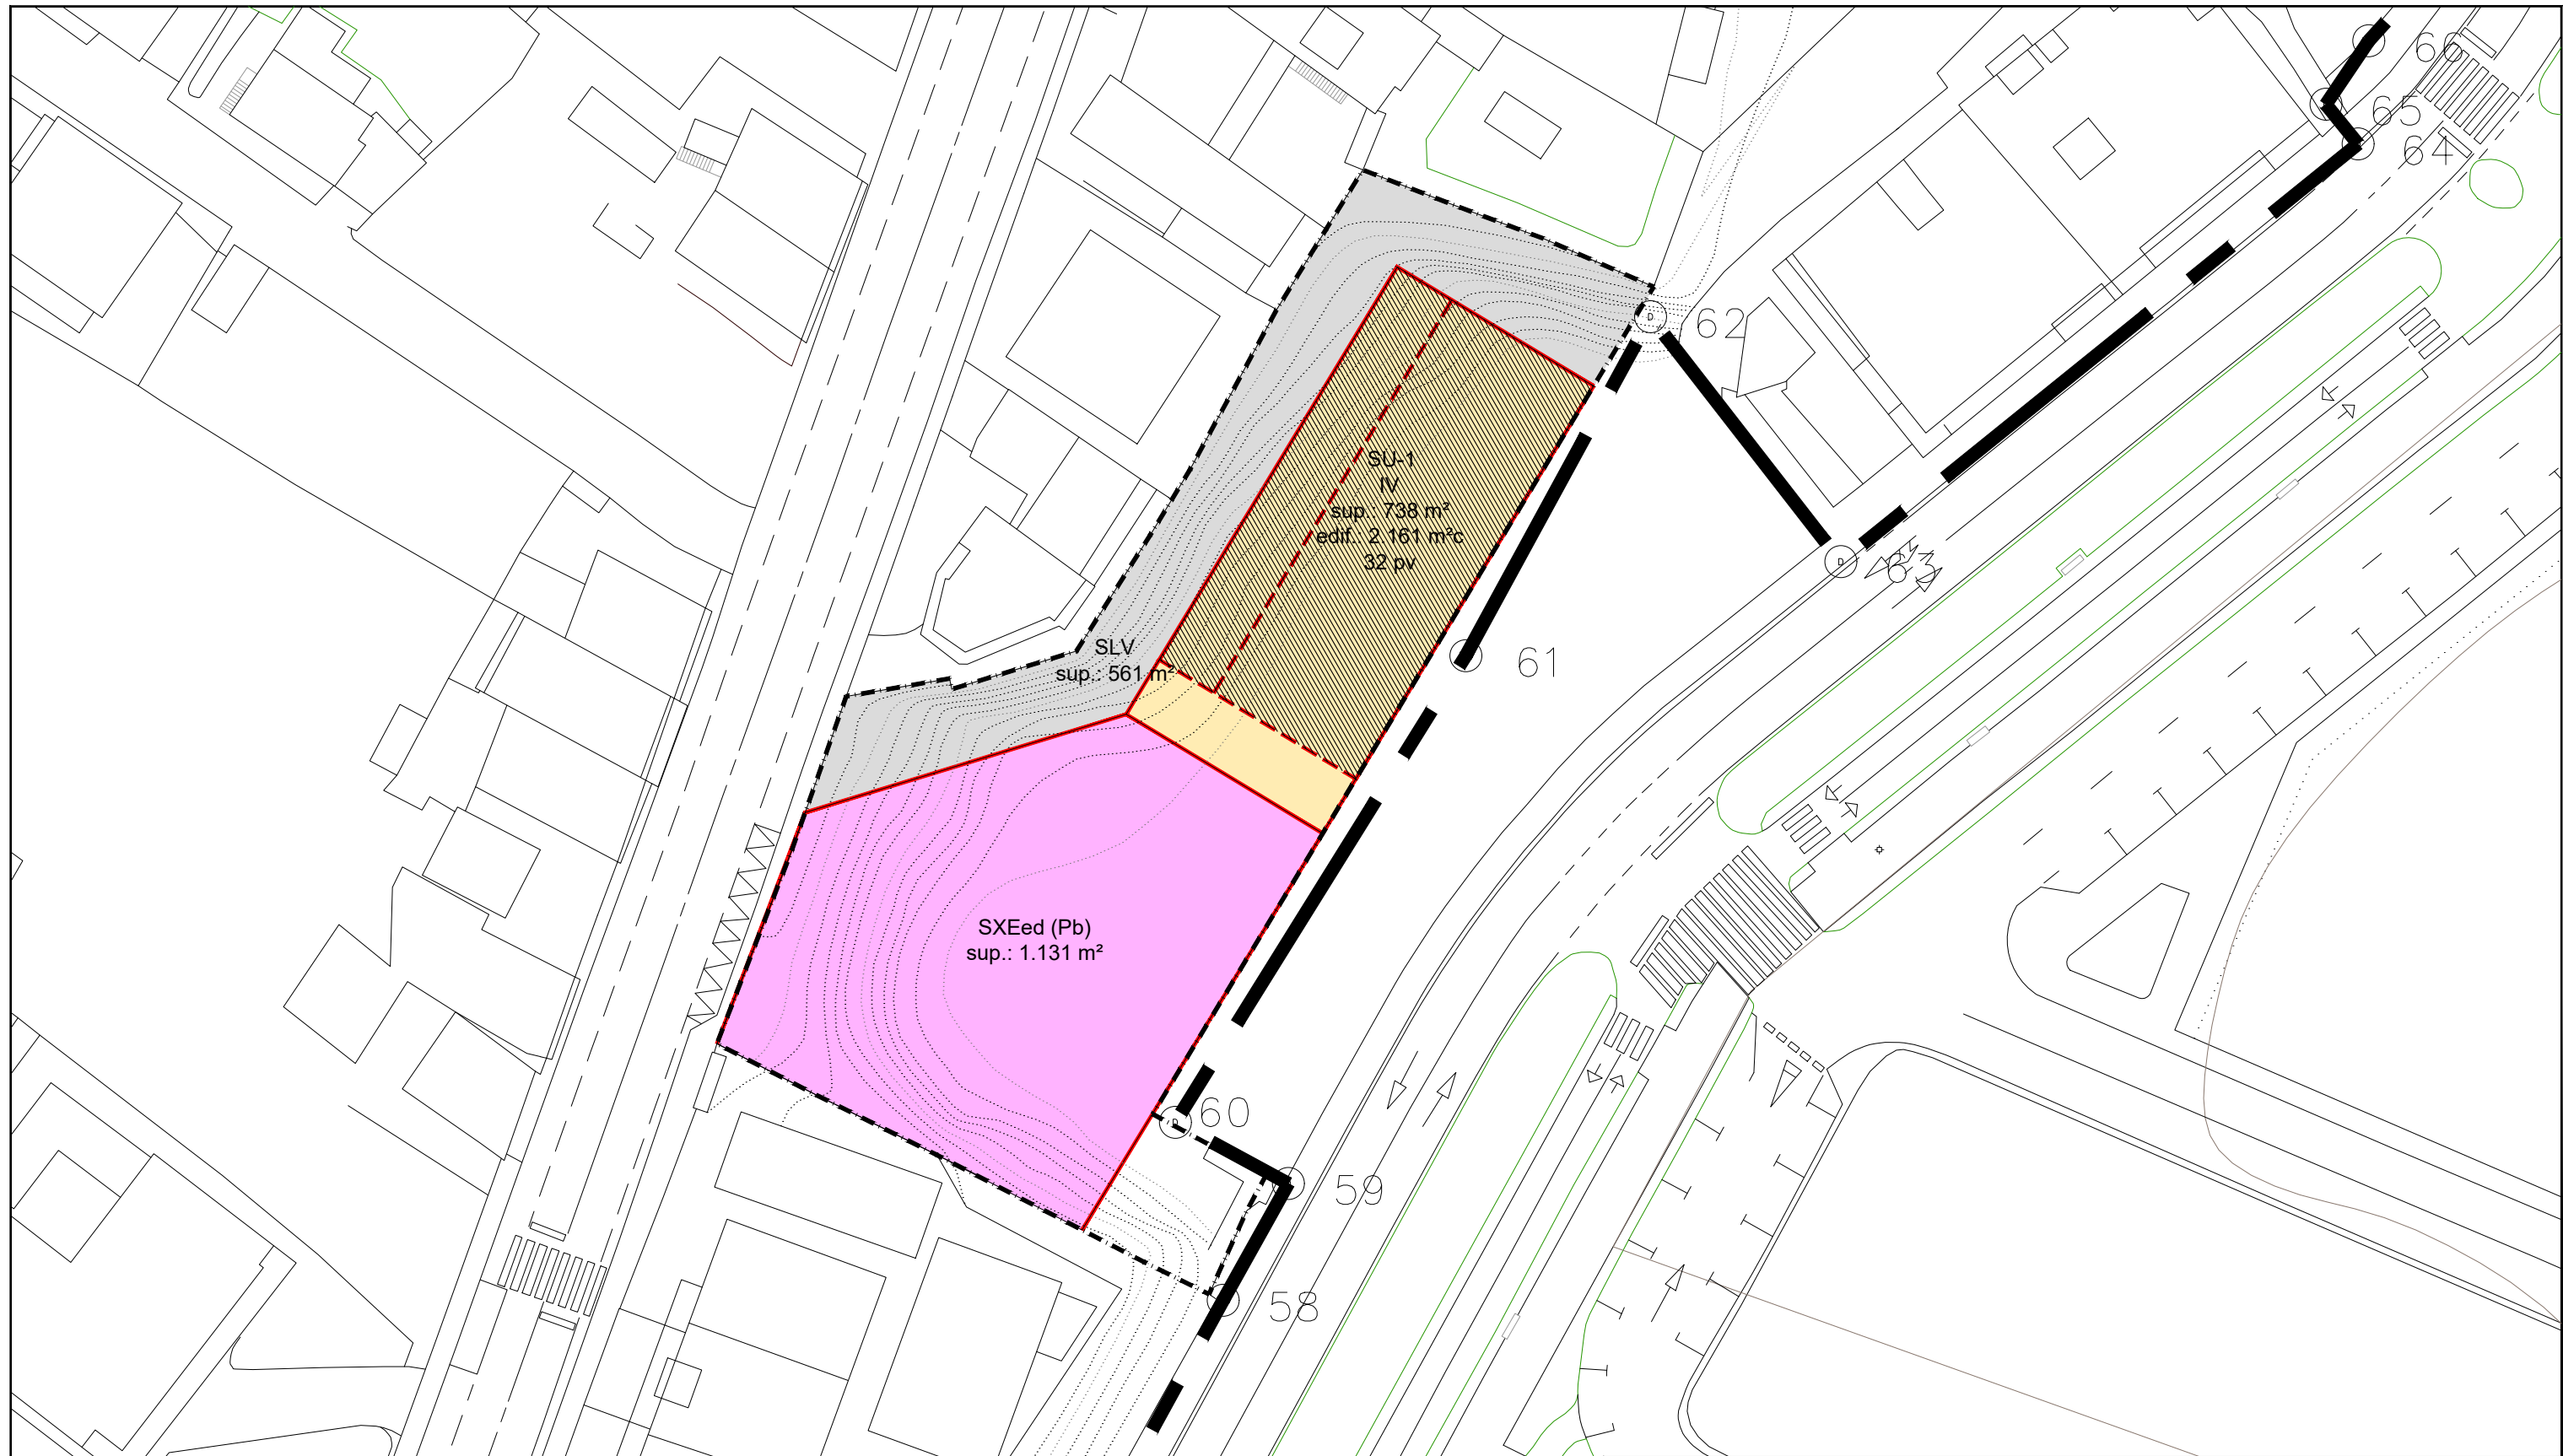 66
65
64
62
SU-1
IV
sup.: 738 m²
edif.: 2.161 m²c
32 pv
D
D
63
SLV
sup.: 561 m²
61
SXEed (Pb)
sup.: 1.131 m²
60
D
59
58